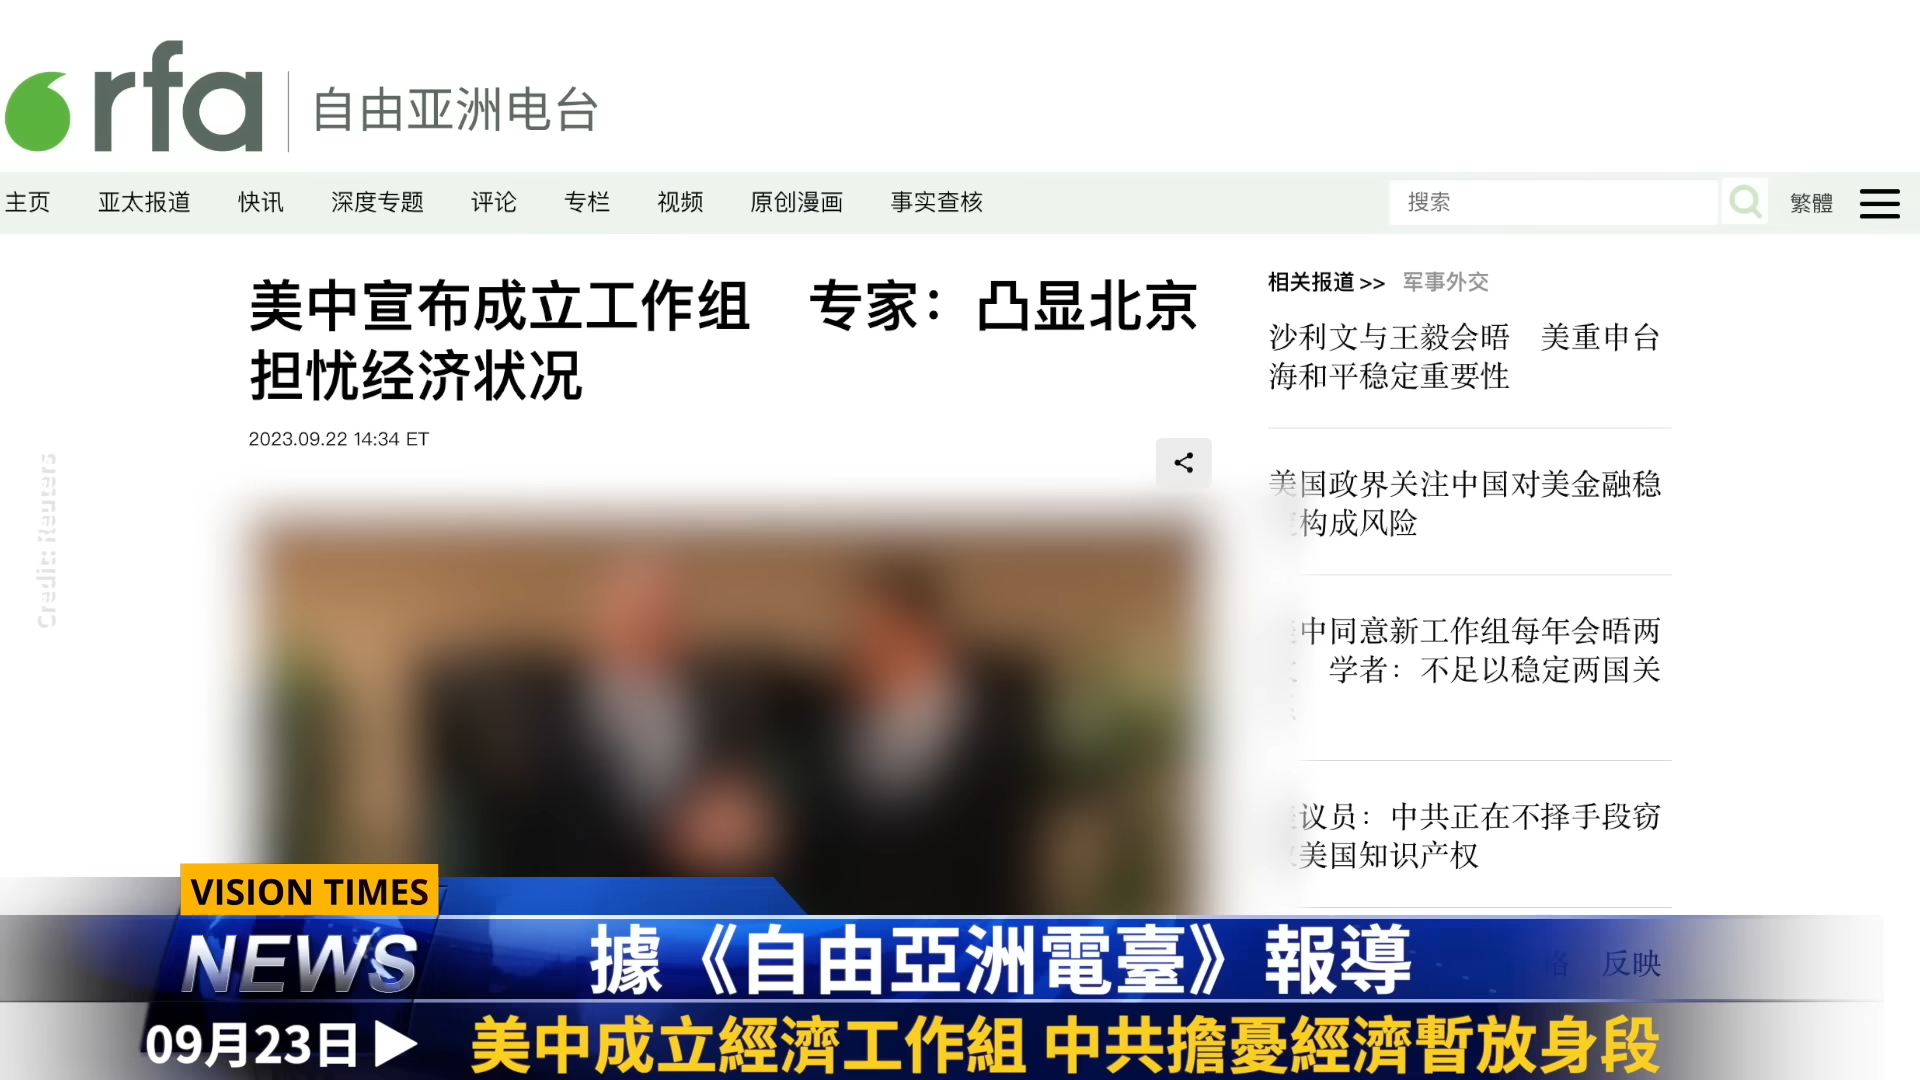 rfa 自由亚洲电台
主页 亚太报道 快讯 深度专题 评论 专栏 视频 原创漫画 事实查核 搜索 繁體
美中宣布成立工作组 专家：凸显北京
担忧经济状况
2023.09.22 14:34 ET
相关报道 >> 军事外交
沙利文与王毅会晤 美重申台
海和平稳定重要性
美国政界关注中国对美金融稳
构成风险
中同意新工作组每年会晤两
学者：不足以稳定两国关
议员：中共正在不择手段窃
美国知识产权
格 反映
Credit: Reuters
VISION TIMES
NEWS
據《自由亞洲電臺》報導
09月23日
美中成立經濟工作組 中共擔憂經濟暫放身段